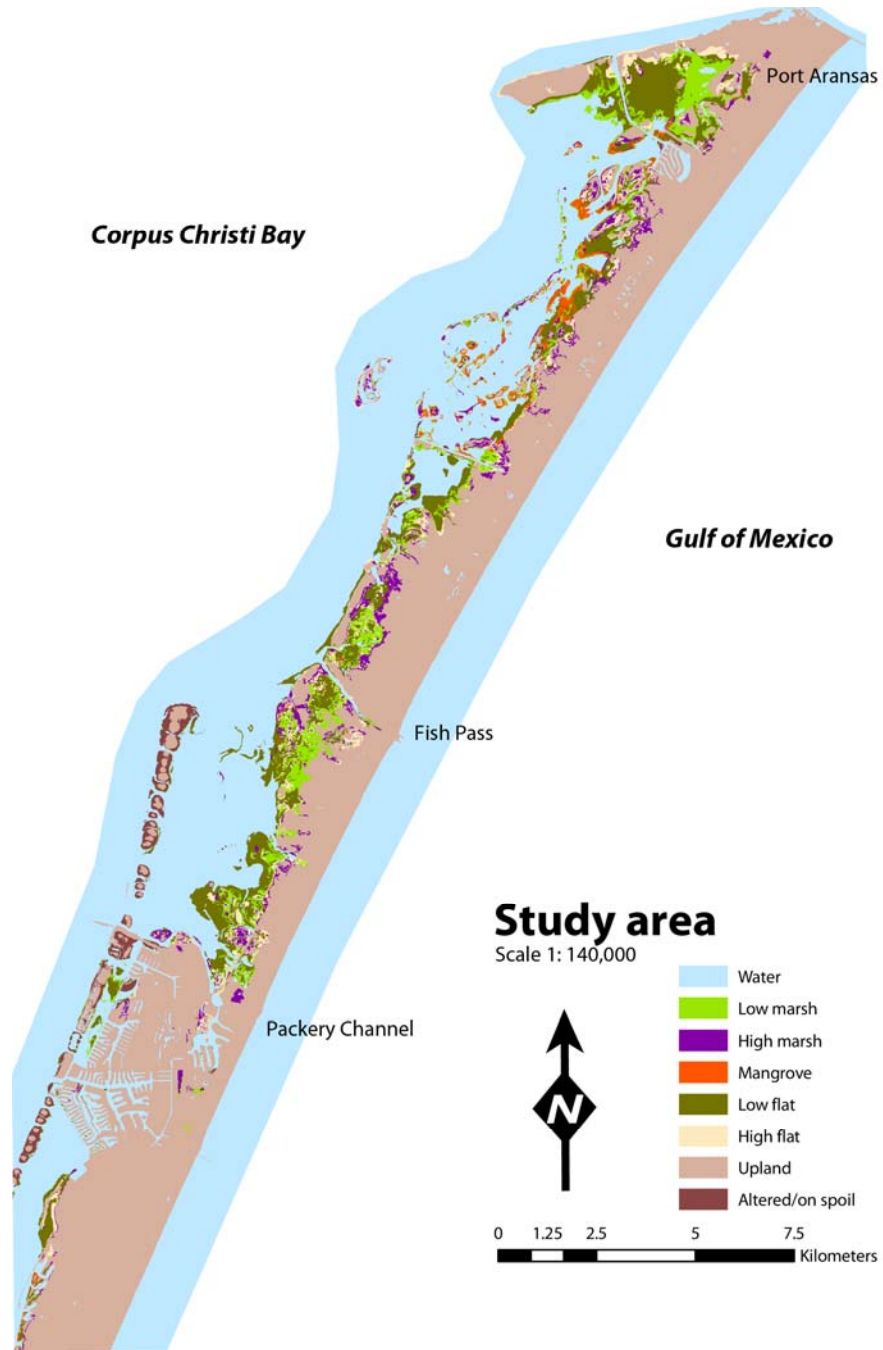 Port Aransas
Corpus Christi Bay
Gulf of Mexico
Fish Pass
Packery Channel
Study area
Scale 1: 140,000
Water
Low marsh
High marsh
Mangrove
Low flat
High flat
Upland
Altered/on spoil
N
0 1.25 2.5 5 7.5
Kilometers